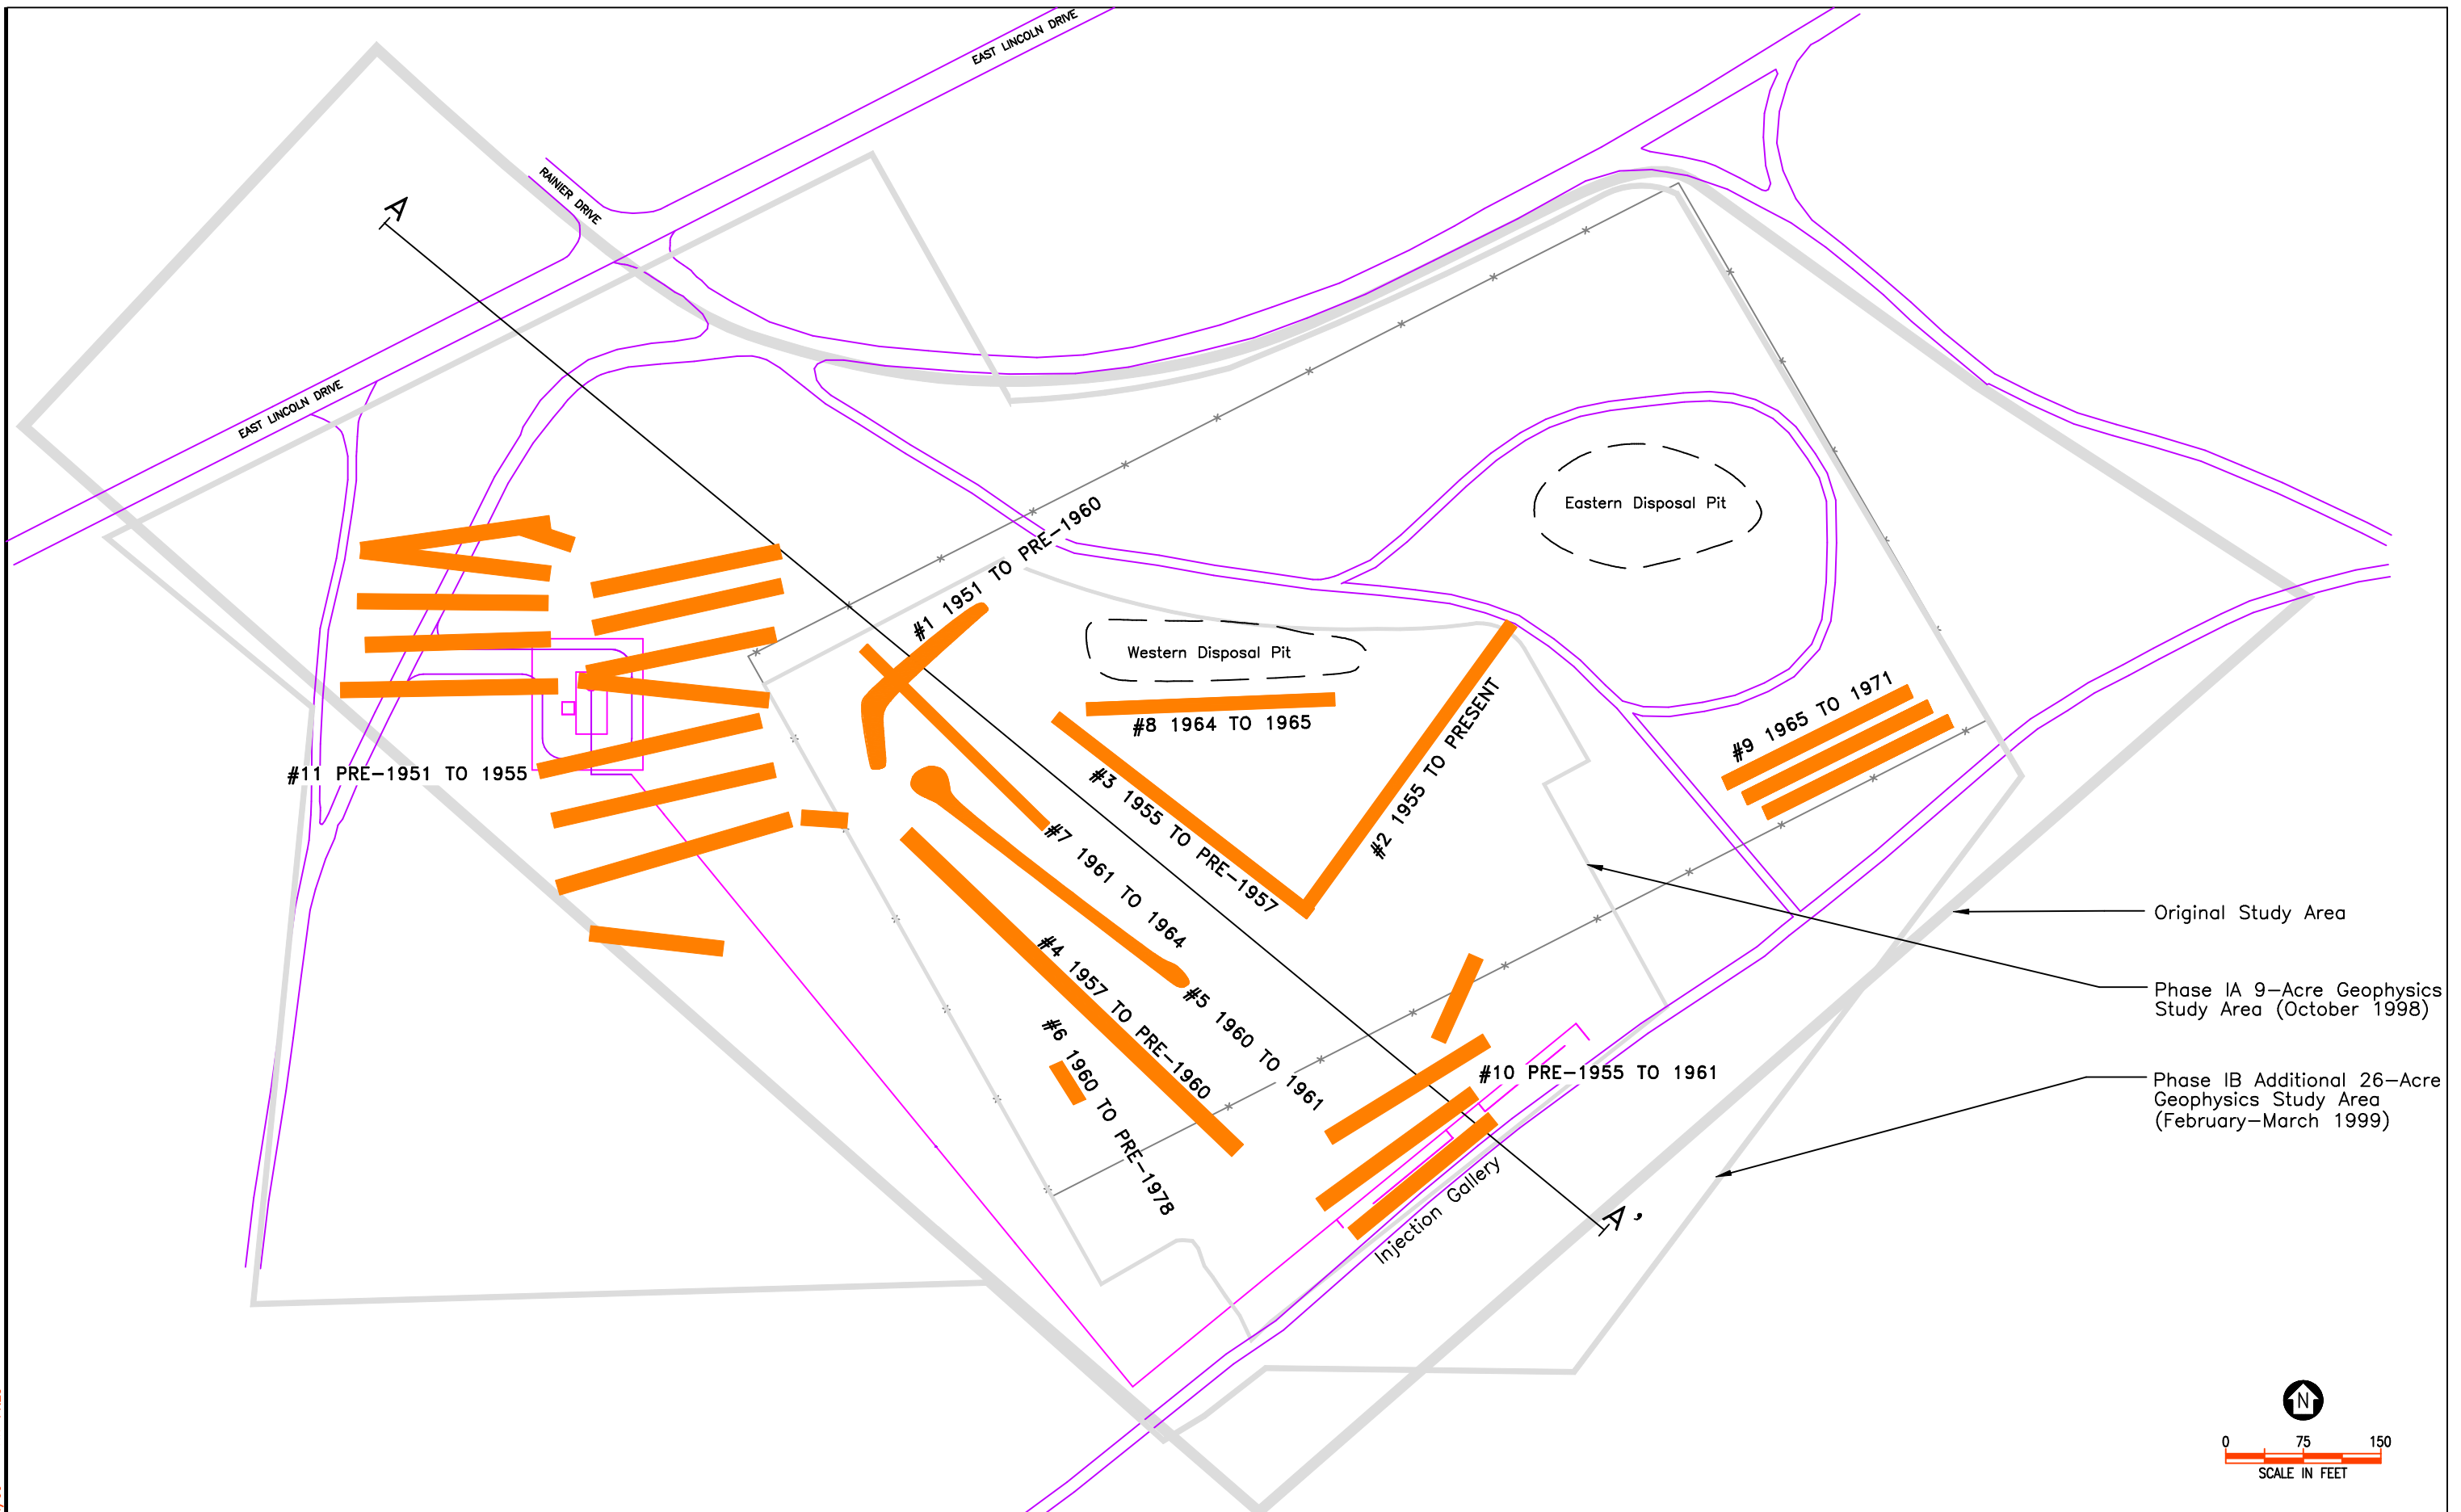 EAST LINCOLN DRIVE
RAINIER DRIVE
A
EAST LINCOLN DRIVE
Eastern Disposal Pit
#1 1951 TO PRE-1960
Western Disposal Pit
#8 1964 TO 1965
#9 1965 TO 1971
#2 1955 TO PRESENT
#3 1955 TO PRE-1957
#11 PRE-1951 TO 1955
#7 1961 TO 1964
#4 1957 TO PRE-1960
#5 1960 TO 1961
#6 1960 TO PRE-1978
#10 PRE-1955 TO 1961
Injection Gallery
A'
Original Study Area
Phase IA 9-Acre Geophysics
Study Area (October 1998)
Phase IB Additional 26-Acre
Geophysics Study Area
(February-March 1999)
N
0 75 150
SCALE IN FEET